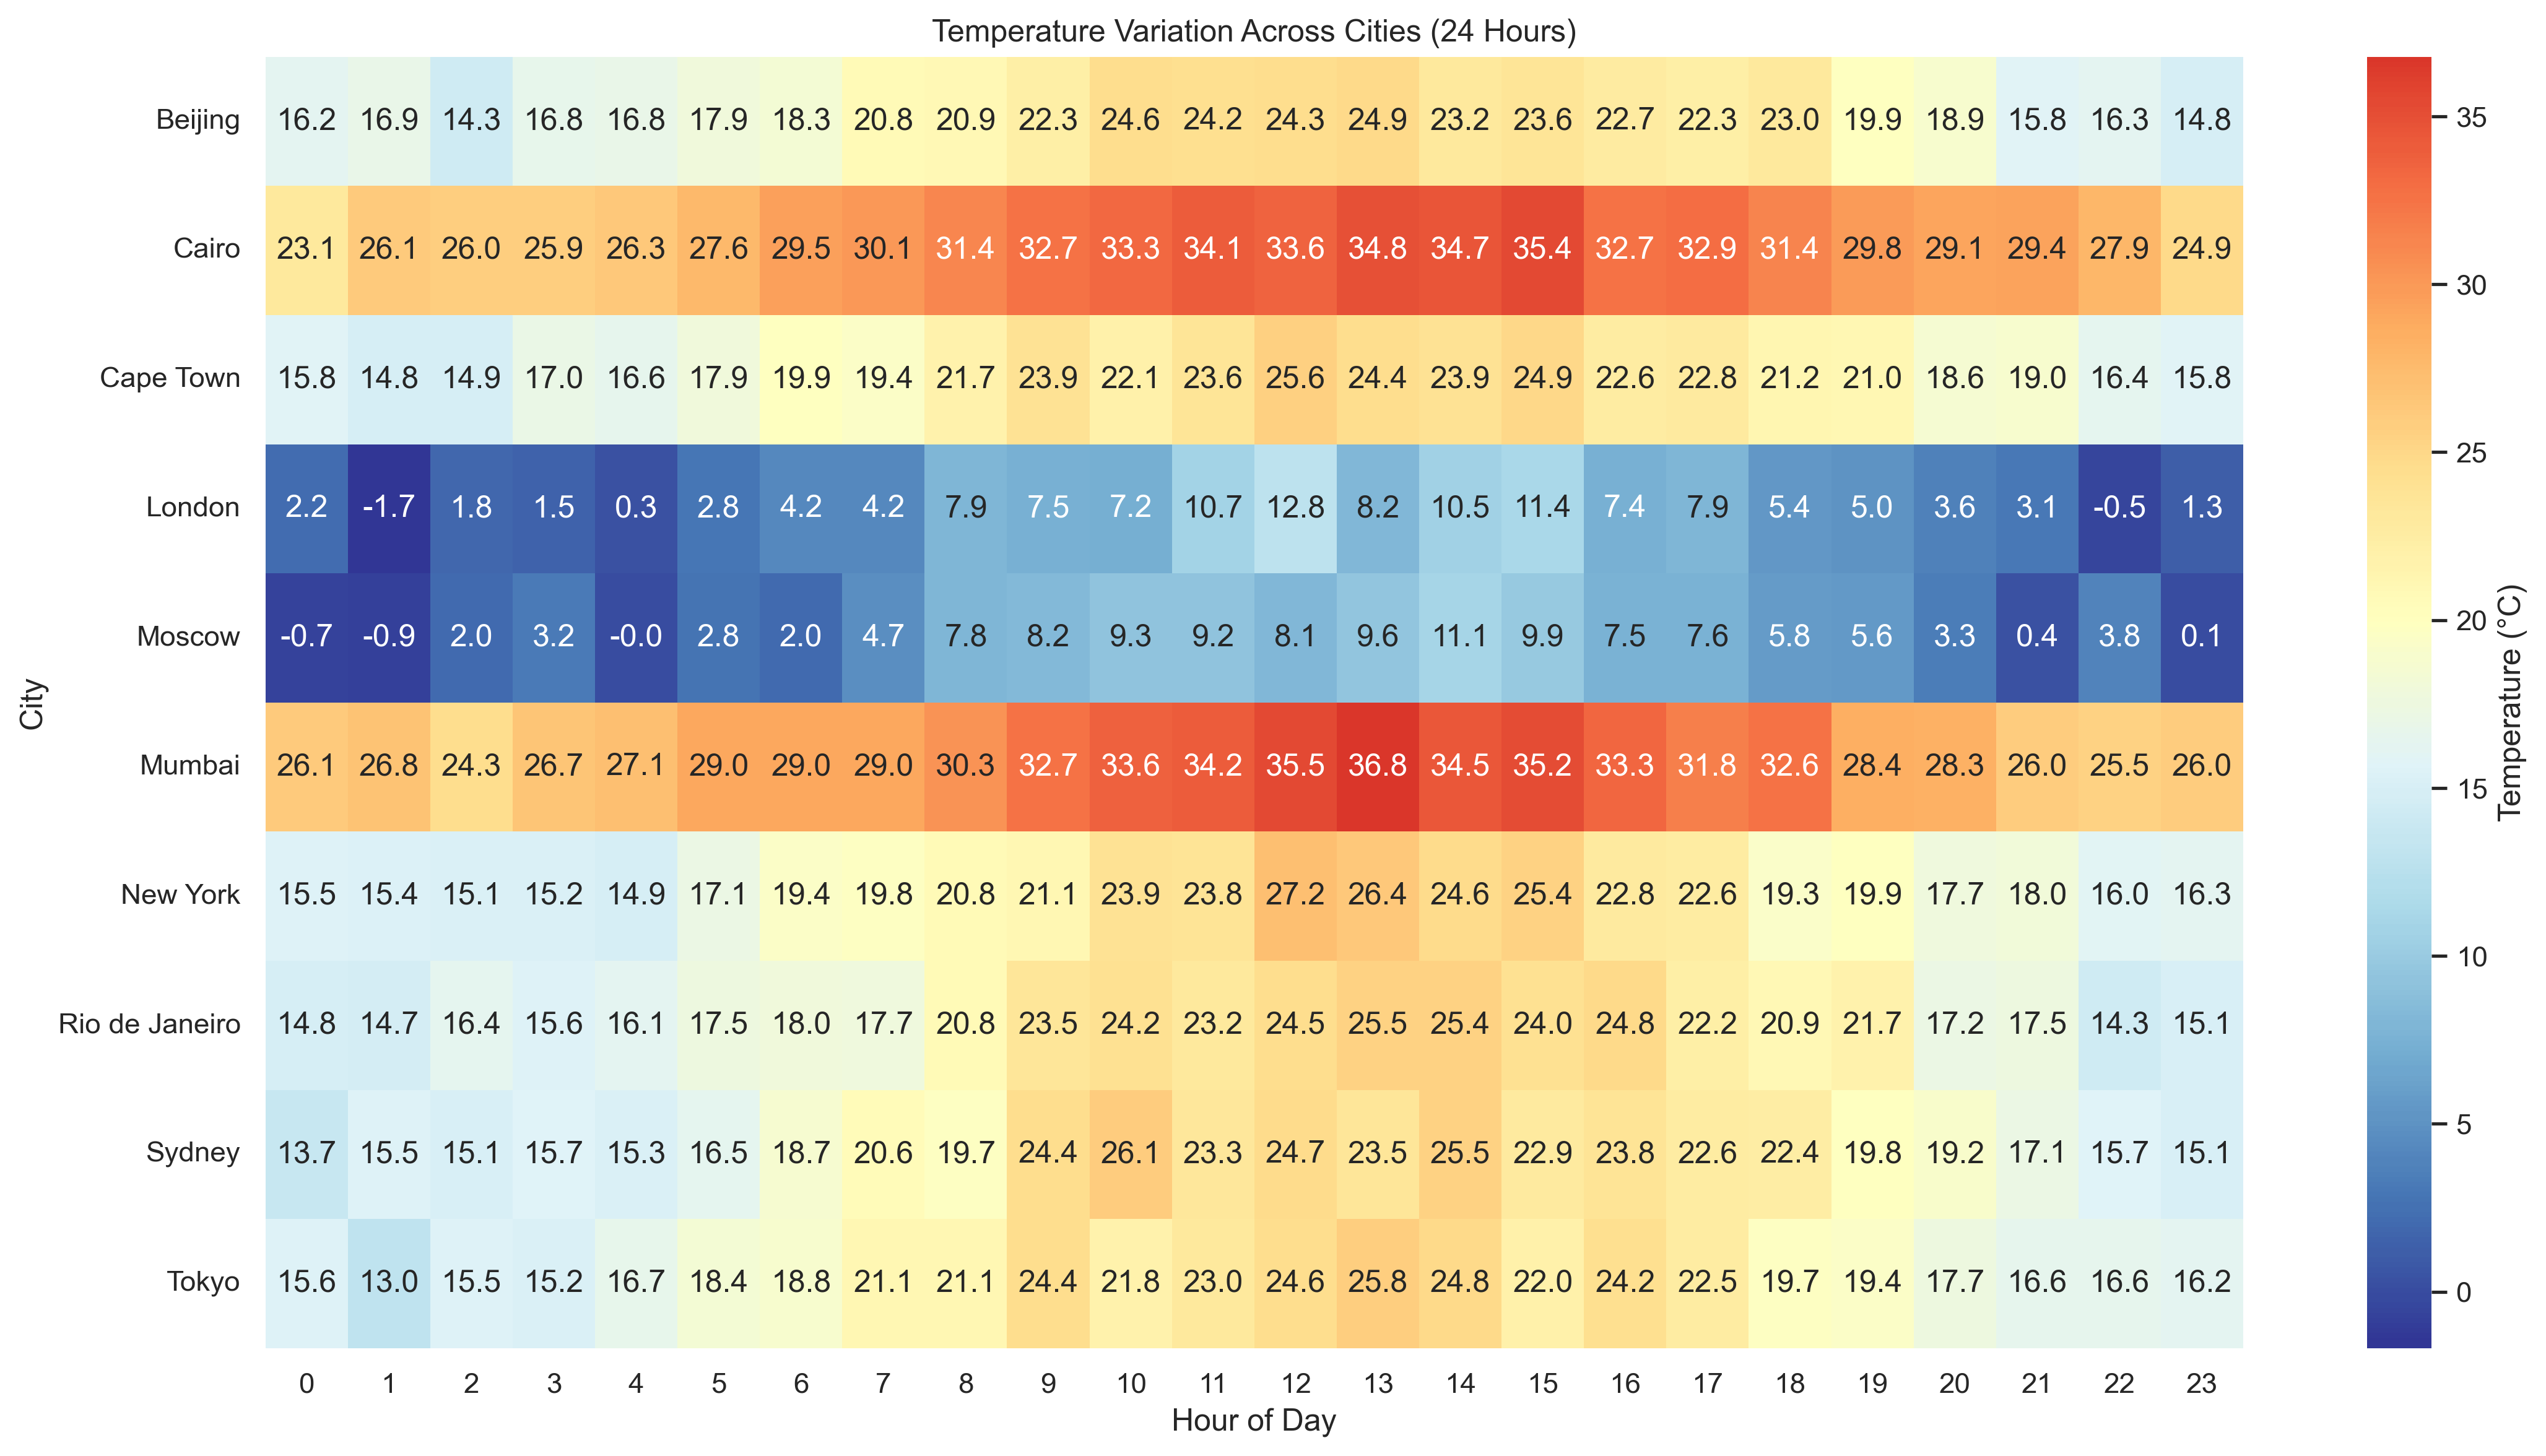 Temperature Variation Across Cities (24 Hours)
Beijing 16.2 16.9 14.3 16.8 16.8 17.9 18.3 20.8 20.9 22.3 24.6 24.2 24.3 24.9 23.2 23.6 22.7 22.3 23.0 19.9 18.9 15.8 16.3 14.8
Cairo 23.1 26.1 26.0 25.9 26.3 27.6 29.5 30.1 31.4 32.7 33.3 34.1 33.6 34.8 34.7 35.4 32.7 32.9 31.4 29.8 29.1 29.4 27.9 24.9
Cape Town 15.8 14.8 14.9 17.0 16.6 17.9 19.9 19.4 21.7 23.9 22.1 23.6 25.6 24.4 23.9 24.9 22.6 22.8 21.2 21.0 18.6 19.0 16.4 15.8
London 2.2 -1.7 1.8 1.5 0.3 2.8 4.2 4.2 7.9 7.5 7.2 10.7 12.8 8.2 10.5 11.4 7.4 7.9 5.4 5.0 3.6 3.1 -0.5 1.3
Moscow -0.7 -0.9 2.0 3.2 -0.0 2.8 2.0 4.7 7.8 8.2 9.3 9.2 8.1 9.6 11.1 9.9 7.5 7.6 5.8 5.6 3.3 0.4 3.8 0.1
Mumbai 26.1 26.8 24.3 26.7 27.1 29.0 29.0 29.0 30.3 32.7 33.6 34.2 35.5 36.8 34.5 35.2 33.3 31.8 32.6 28.4 28.3 26.0 25.5 26.0
New York 15.5 15.4 15.1 15.2 14.9 17.1 19.4 19.8 20.8 21.1 23.9 23.8 27.2 26.4 24.6 25.4 22.8 22.6 19.3 19.9 17.7 18.0 16.0 16.3
Rio de Janeiro 14.8 14.7 16.4 15.6 16.1 17.5 18.0 17.7 20.8 23.5 24.2 23.2 24.5 25.5 25.4 24.0 24.8 22.2 20.9 21.7 17.2 17.5 14.3 15.1
Sydney 13.7 15.5 15.1 15.7 15.3 16.5 18.7 20.6 19.7 24.4 26.1 23.3 24.7 23.5 25.5 22.9 23.8 22.6 22.4 19.8 19.2 17.1 15.7 15.1
Tokyo 15.6 13.0 15.5 15.2 16.7 18.4 18.8 21.1 21.1 24.4 21.8 23.0 24.6 25.8 24.8 22.0 24.2 22.5 19.7 19.4 17.7 16.6 16.6 16.2
0 1 2 3 4 5 6 7 8 9 10 11 12 13 14 15 16 17 18 19 20 21 22 23
Hour of Day
City
35
30
25
20
15
10
5
0
Temperature (°C)